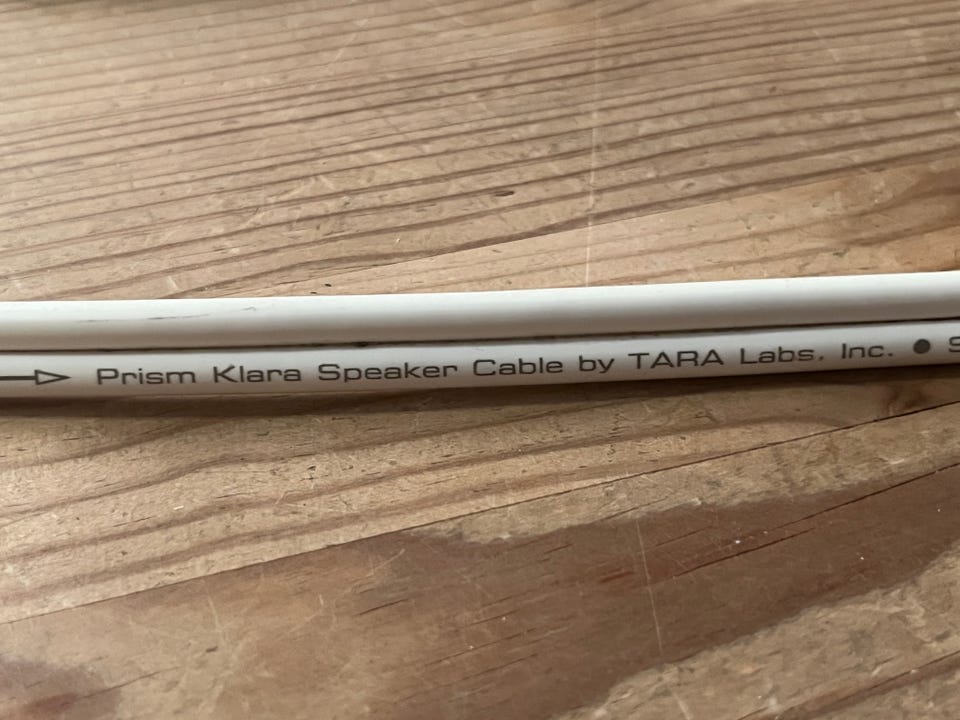 Prism Klara Speaker Cable by TARA Labs, Inc. ● S